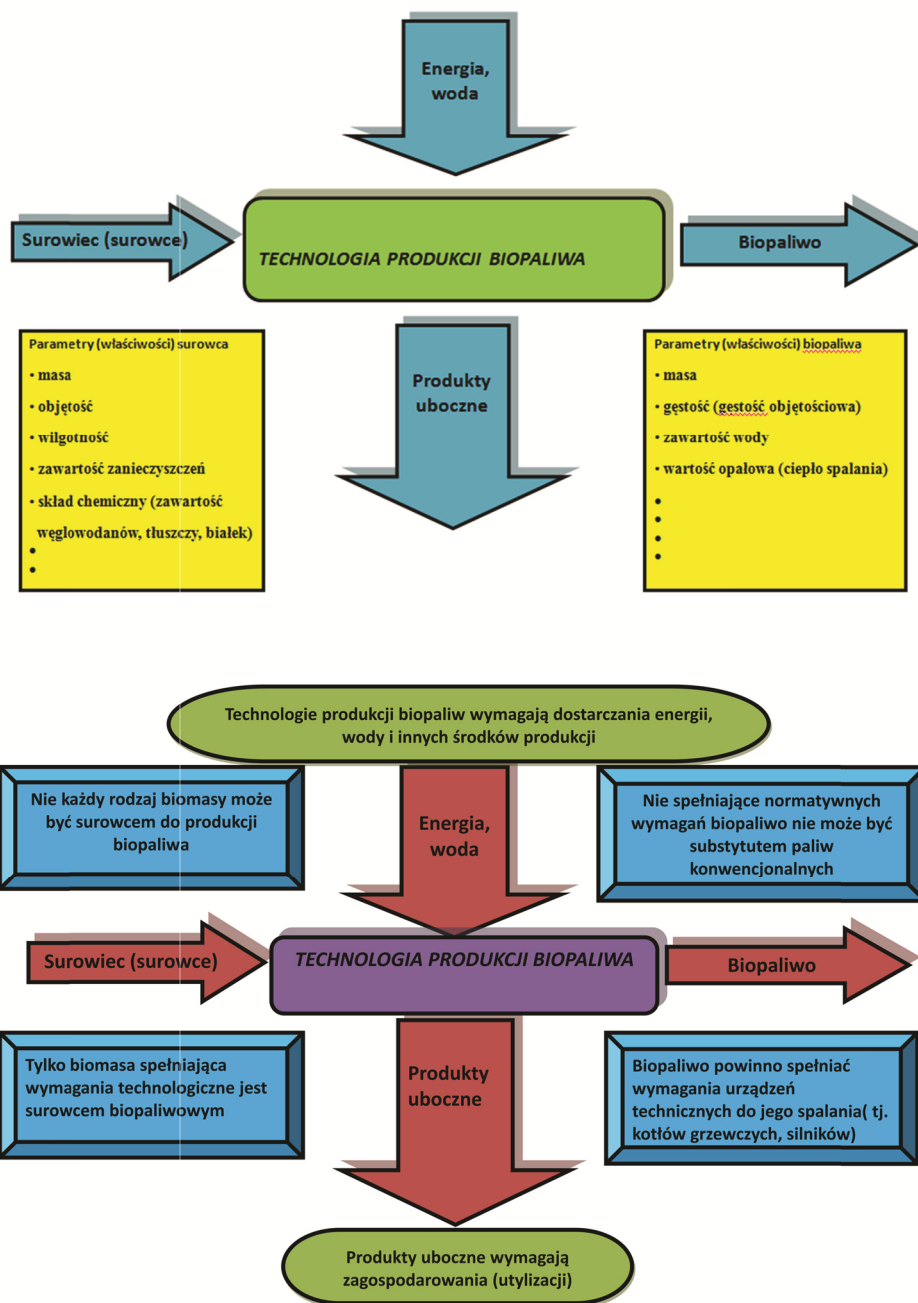 Energia,
woda
Surowiec (surowce)
TECHNOLOGIA PRODUKCJI BIOPALIWA
Biopaliwo
Parametry (właściwości) surowca
• masa
• objętość
• wilgotność
• zawartość zanieczyszczeń
• skład chemiczny (zawartość
węglowodanów, tłuszczy, białek)
•
•
Produkty
uboczne
Parametry (właściwości) biopaliwa
• masa
• gęstość (gęstość objętościowa)
• zawartość wody
• wartość opałowa (ciepło spalania)
•
•
•
•
Technologie produkcji biopaliw wymagają dostarczania energii,
wody i innych środków produkcji
Nie każdy rodzaj biomasy może
być surowcem do produkcji
biopaliwa
Energia,
woda
Nie spełniające normatywnych
wymagań biopaliwo nie może być
substytutem paliw
konwencjonalnych
Surowiec (surowce)
TECHNOLOGIA PRODUKCJI BIOPALIWA
Biopaliwo
Tylko biomasa spełniająca
wymagania technologiczne jest
surowcem biopaliwowym
Produkty
uboczne
Biopaliwo powinno spełniać
wymagania urządzeń
technicznych do jego spalania( tj.
kotłów grzewczych, silników)
Produkty uboczne wymagają
zagospodarowania (utylizacji)